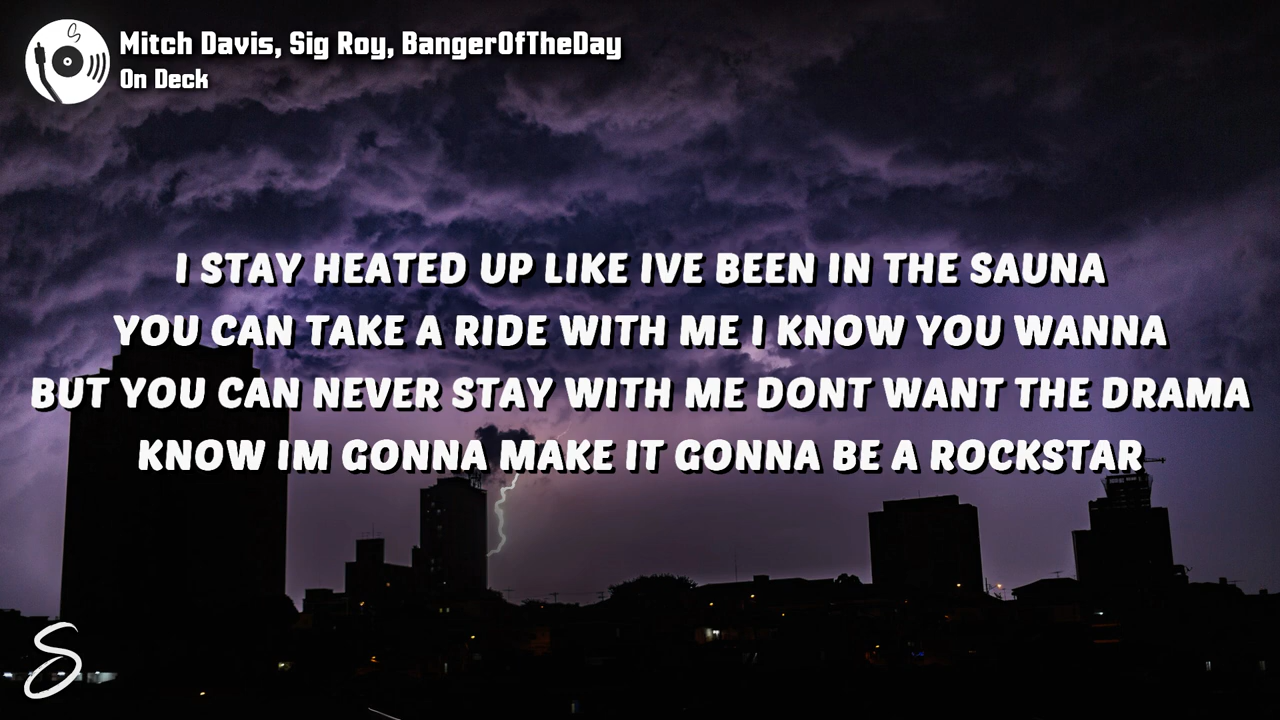 Mitch Davis, Sig Roy, BangerOfTheDay
On Deck
I STAY HEATED UP LIKE IVE BEEN IN THE SAUNA
YOU CAN TAKE A RIDE WITH ME I KNOW YOU WANNA
BUT YOU CAN NEVER STAY WITH ME DONT WANT THE DRAMA
KNOW IM GONNA MAKE IT GONNA BE A ROCKSTAR
S